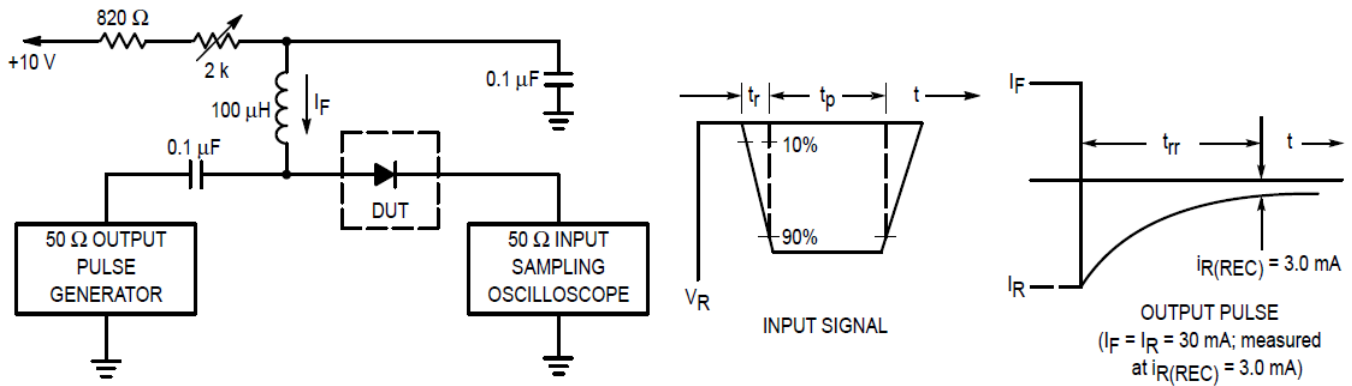 820 Ω
+10 V
2 k
100 μH
IF
0.1 μF
0.1 μF
DUT
50 Ω OUTPUT
PULSE
GENERATOR
50 Ω INPUT
SAMPLING
OSCILLOSCOPE
tr
tp
t
10%
90%
VR
INPUT SIGNAL
IF
trr
t
IR
iR(REC) = 3.0 mA
OUTPUT PULSE
(IF = IR = 30 mA; measured
at iR(REC) = 3.0 mA)